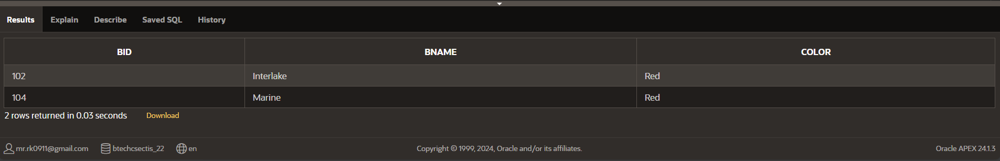 Results Explain Describe Saved SQL History
BID BNAME COLOR
102 Interlake Red
104 Marine Red
2 rows returned in 0.03 seconds Download
mr.rk0911@gmail.com btechcsectis_22 en Copyright © 1999, 2024, Oracle and/or its affiliates. Oracle APEX 24.1.3